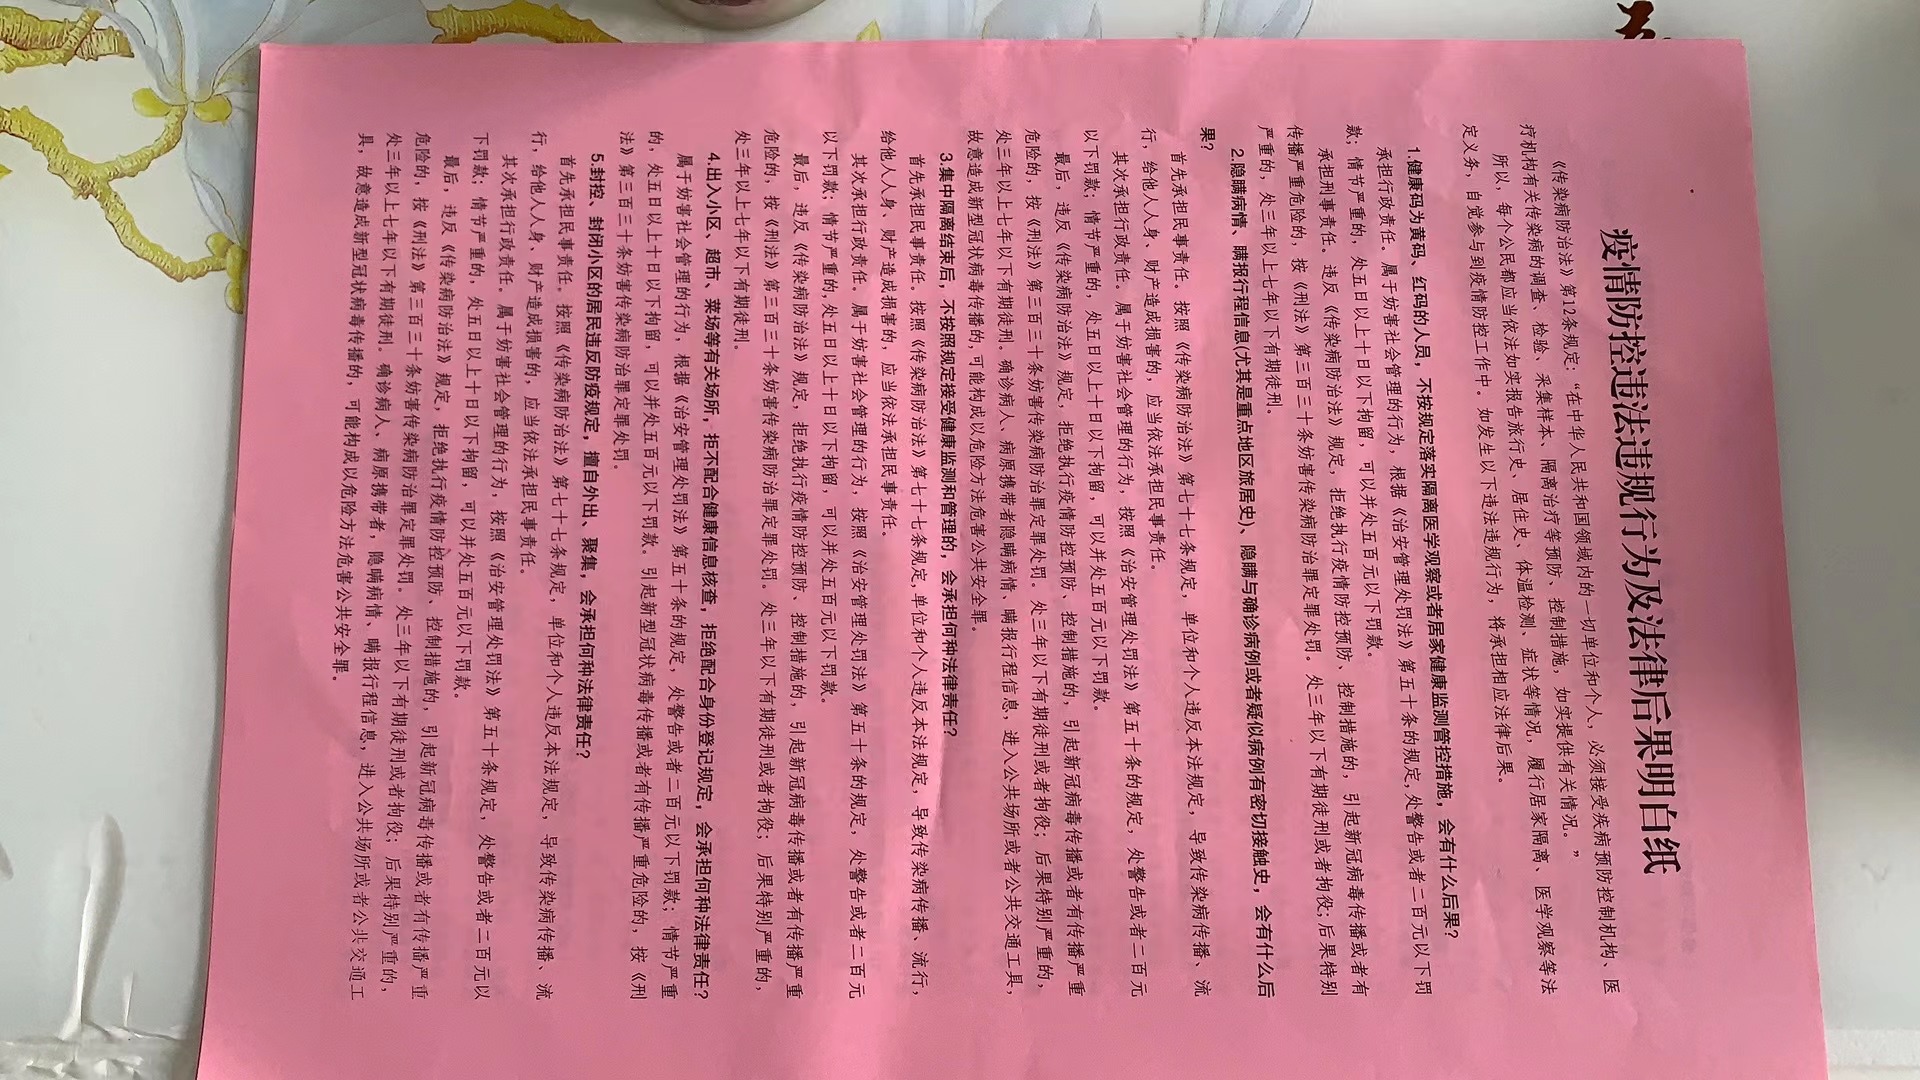 疫情防控违法违规行为及法律后果明白纸
《传染病防治法》第12条规定：“在中华人民共和国领域内的一切单位和个人，必须接受疾病预防控制机构、医
疗机构有关传染病的调查、检验、采集样本、隔离治疗等预防、控制措施，如实提供有关情况。”
所以，每个公民都应当依法如实报告旅行史、居住史、体温检测、症状等情况，履行居家隔离、医学观察等法
定义务，自觉参与到疫情防控工作中。如发生以下违法违规行为，将承担相应法律后果。
1.健康码为黄码、红码的人员，不按规定落实隔离医学观察或者居家健康监测管控措施，会有什么后果？
承担行政责任。属于妨害社会管理的行为，根据《治安管理处罚法》第五十条的规定，处警告或者二百元以下罚
款；情节严重的，处五日以上十日以下拘留，可以并处五百元以下罚款。
承担刑事责任。违反《传染病防治法》规定，拒绝执行疫情防控预防、控制措施的，引起新冠病毒传播或者有
传播严重危险的，按《刑法》第三百三十条妨害传染病防治罪定罪处罚。处三年以下有期徒刑或者拘役；后果特别
严重的，处三年以上七年以下有期徒刑。
2.隐瞒病情、瞒报行程信息(尤其是重点地区旅居史)、隐瞒与确诊病例或者疑似病例有密切接触史，会有什么后
果？
首先承担民事责任。按照《传染病防治法》第七十七条规定，单位和个人违反本法规定，导致传染病传播、流
行，给他人人身、财产造成损害的，应当依法承担民事责任。
其次承担行政责任。属于妨害社会管理的行为，按照《治安管理处罚法》第五十条的规定，处警告或者二百元
以下罚款；情节严重的，处五日以上十日以下拘留，可以并处五百元以下罚款。
最后，违反《传染病防治法》规定，拒绝执行疫情防控预防、控制措施的，引起新冠病毒传播或者有传播严重
危险的，按《刑法》第三百三十条妨害传染病防治罪定罪处罚。处三年以下有期徒刑或者拘役；后果特别严重的，
处三年以上七年以下有期徒刑。确诊病人、病原携带者隐瞒病情、瞒报行程信息，进入公共场所或者公共交通工具，
故意造成新型冠状病毒传播的，可能构成以危险方法危害公共安全罪。
3.集中隔离结束后，不按照规定接受健康监测和管理的，会承担何种法律责任？
首先承担民事责任。按照《传染病防治法》第七十七条规定,单位和个人违反本法规定，导致传染病传播、流行，
给他人人身、财产造成损害的，应当依法承担民事责任。
其次承担行政责任。属于妨害社会管理的行为，按照《治安管理处罚法》第五十条的规定，处警告或者二百元
以下罚款；情节严重的,处五日以上十日以下拘留，可以并处五百元以下罚款。
最后，违反《传染病防治法》规定，拒绝执行疫情防控预防、控制措施的，引起新冠病毒传播或者有传播严重
危险的，按《刑法》第三百三十条妨害传染病防治罪定罪处罚。处三年以下有期徒刑或者拘役；后果特别严重的，
处三年以上七年以下有期徒刑。
4.出入小区、超市、菜场等有关场所，拒不配合健康信息核查，拒绝配合身份登记规定，会承担何种法律责任？
属于妨害社会管理的行为，根据《治安管理处罚法》第五十条的规定，处警告或者二百元以下罚款；情节严重
的，处五日以上十日以下拘留，可以并处五百元以下罚款。引起新型冠状病毒传播或者有传播严重危险的，按《刑
法》第三百三十条妨害传染病防治罪定罪处罚。
5.封控、封闭小区的居民违反防疫规定，擅自外出、聚集，会承担何种法律责任？
首先承担民事责任。按照《传染病防治法》第七十七条规定，单位和个人违反本法规定，导致传染病传播、流
行，给他人人身、财产造成损害的，应当依法承担民事责任。
其次承担行政责任。属于妨害社会管理的行为，按照《治安管理处罚法》第五十条规定，处警告或者二百元以
下罚款；情节严重的，处五日以上十日以下拘留，可以并处五百元以下罚款。
最后，违反《传染病防治法》规定，拒绝执行疫情防控预防、控制措施的，引起新冠病毒传播或者有传播严重
危险的，按《刑法》第三百三十条妨害传染病防治罪定罪处罚。处三年以下有期徒刑或者拘役；后果特别严重的，
处三年以上七年以下有期徒刑。确诊病人、病原携带者，隐瞒病情、瞒报行程信息，进入公共场所或者公共交通工
具，故意造成新型冠状病毒传播的，可能构成以危险方法危害公共安全罪。